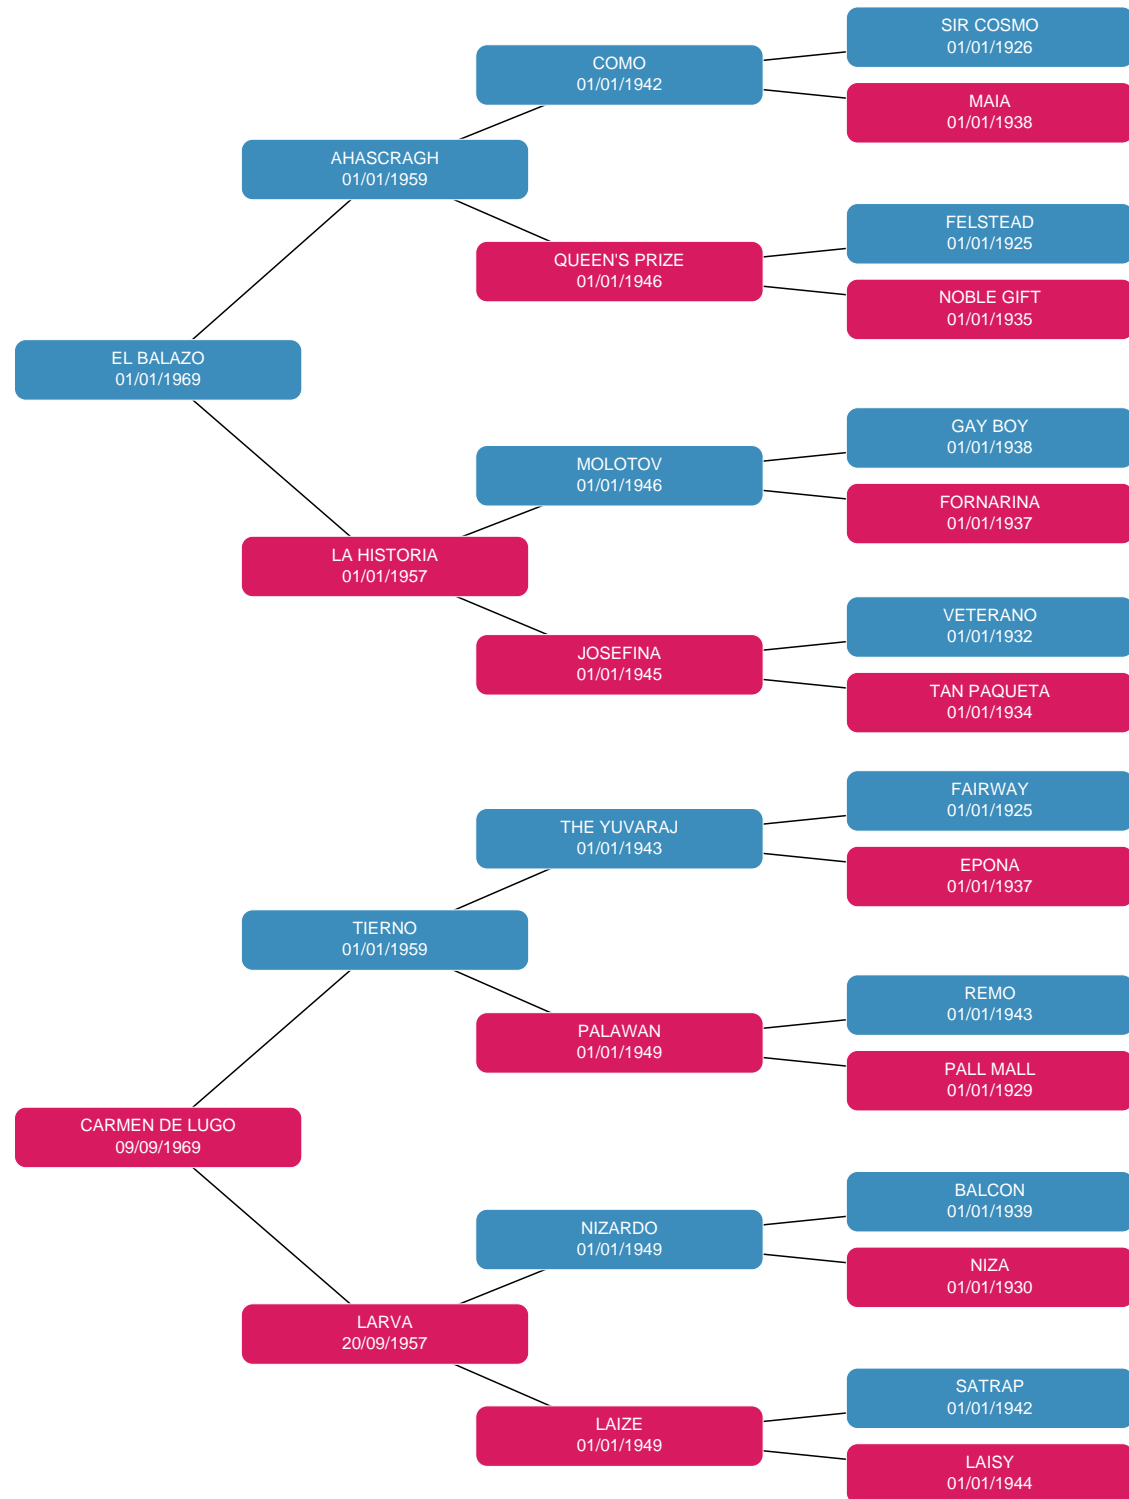 SIR COSMO
01/01/1926
COMO
01/01/1942
MAIA
01/01/1938
AHASCRAGH
01/01/1959
FELSTEAD
01/01/1925
QUEEN'S PRIZE
01/01/1946
NOBLE GIFT
01/01/1935
EL BALAZO
01/01/1969
GAY BOY
01/01/1938
MOLOTOV
01/01/1946
FORNARINA
01/01/1937
LA HISTORIA
01/01/1957
VETERANO
01/01/1932
JOSEFINA
01/01/1945
TAN PAQUETA
01/01/1934
FAIRWAY
01/01/1925
THE YUVARAJ
01/01/1943
EPONA
01/01/1937
TIERNO
01/01/1959
REMO
01/01/1943
PALAWAN
01/01/1949
PALL MALL
01/01/1929
CARMEN DE LUGO
09/09/1969
BALCON
01/01/1939
NIZARDO
01/01/1949
NIZA
01/01/1930
LARVA
20/09/1957
SATRAP
01/01/1942
LAIZE
01/01/1949
LAISY
01/01/1944